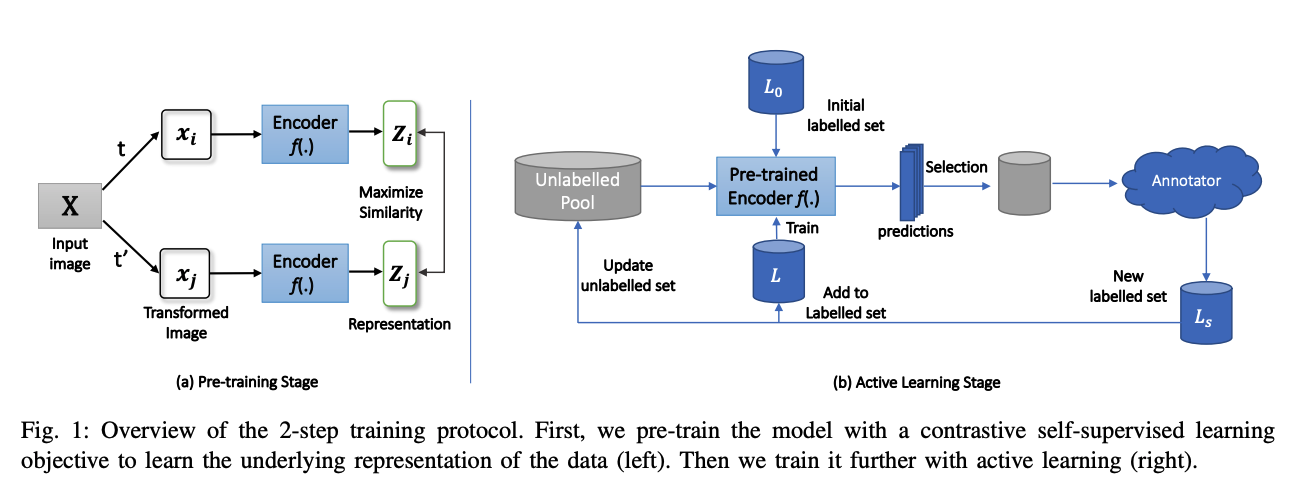 X
Input
image
t
t'
x_i
x_j
Transformed
Image
Encoder
f(.)
Encoder
f(.)
Z_i
Maximize
Similarity
Z_j
Representation
(a) Pre-training Stage
L_0
Initial
labelled set
Unlabelled
Pool
Pre-trained
Encoder f(.)
Train
L
Update
unlabelled set
Add to
Labelled set
predictions
Selection
Annotator
New
labelled set
L_s
(b) Active Learning Stage
Fig. 1: Overview of the 2-step training protocol. First, we pre-train the model with a contrastive self-supervised learning
objective to learn the underlying representation of the data (left). Then we train it further with active learning (right).